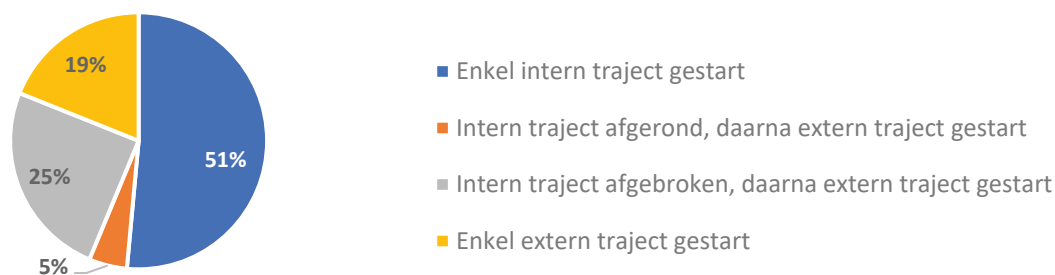 19%
51%
25%
5%
Enkel intern traject gestart
Intern traject afgerond, daarna extern traject gestart
Intern traject afgebroken, daarna extern traject gestart
Enkel extern traject gestart